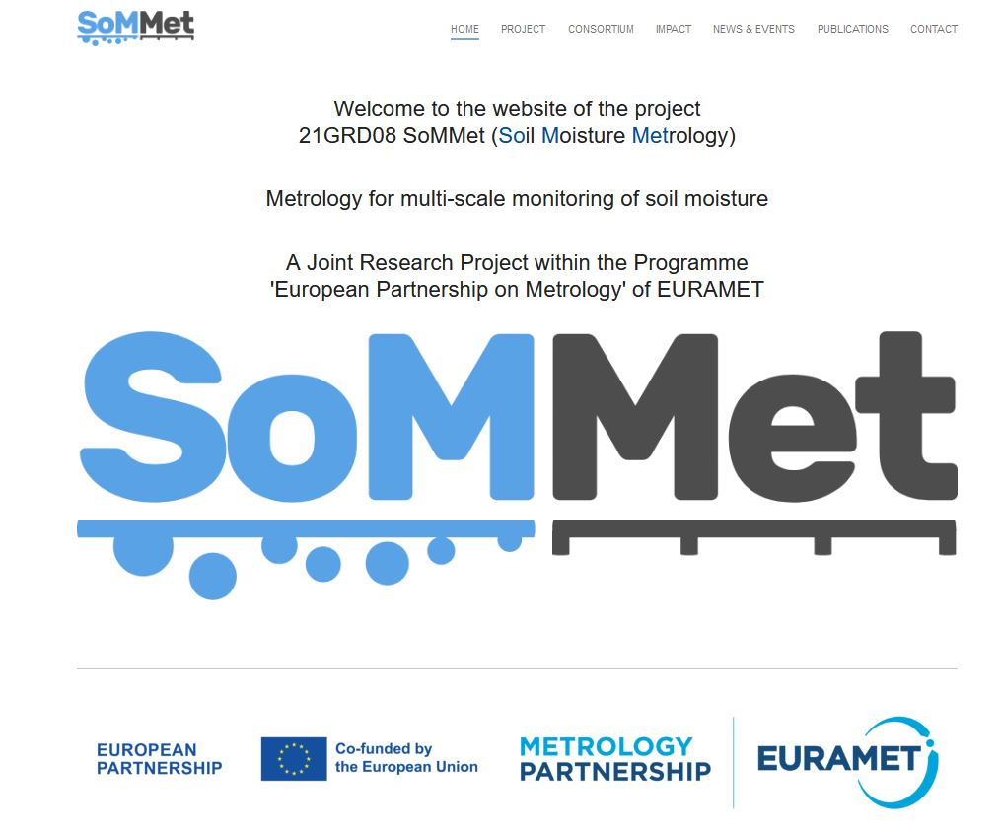 SoMMet
HOME PROJECT CONSORTIUM IMPACT NEWS & EVENTS PUBLICATIONS CONTACT
Welcome to the website of the project
21GRD08 SoMMet (Soil Moisture Metrology)
Metrology for multi-scale monitoring of soil moisture
A Joint Research Project within the Programme
'European Partnership on Metrology' of EURAMET
SoMMet
EUROPEAN
PARTNERSHIP
Co-funded by
the European Union
METROLOGY
PARTNERSHIP
EURAMET